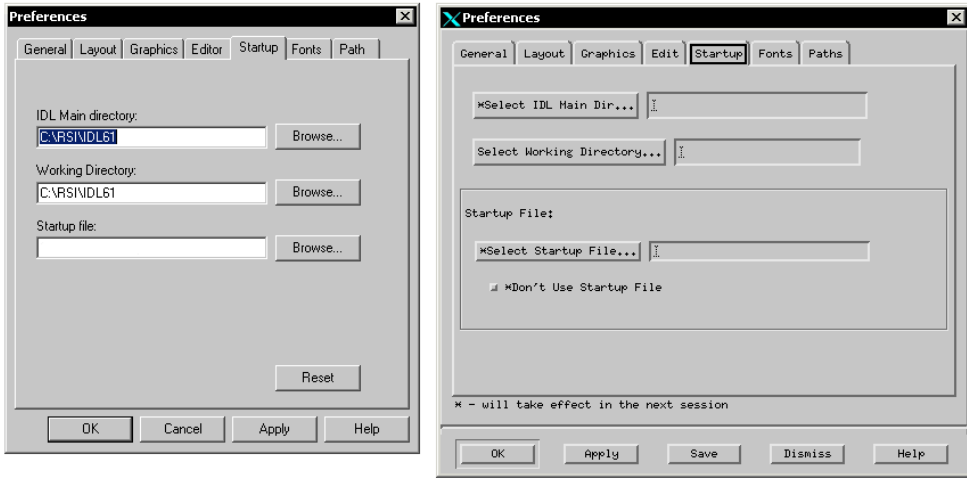 Preferences
General Layout Graphics Editor Startup Fonts Path
IDL Main directory:
C:\RSI\IDL61
Browse...
Working Directory:
C:\RSI\IDL61
Browse...
Startup file:
Browse...
Reset
OK Cancel Apply Help
Preferences
General Layout Graphics Edit Startup Fonts Paths
*Select IDL Main Dir...
Select Working Directory...
Startup File:
*Select Startup File...
*Don't Use Startup File
* - will take effect in the next session
OK Apply Save Dismiss Help